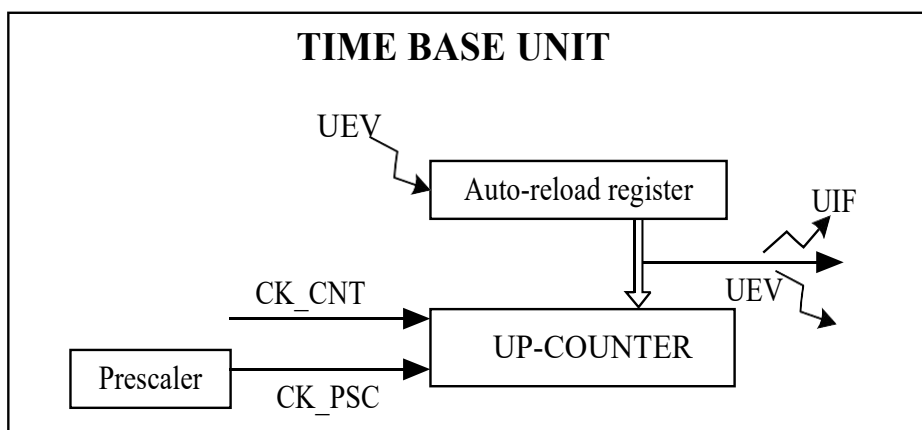 TIME BASE UNIT
UEV
Auto-reload register
UIF
UEV
CK_CNT
UP-COUNTER
Prescaler
CK_PSC